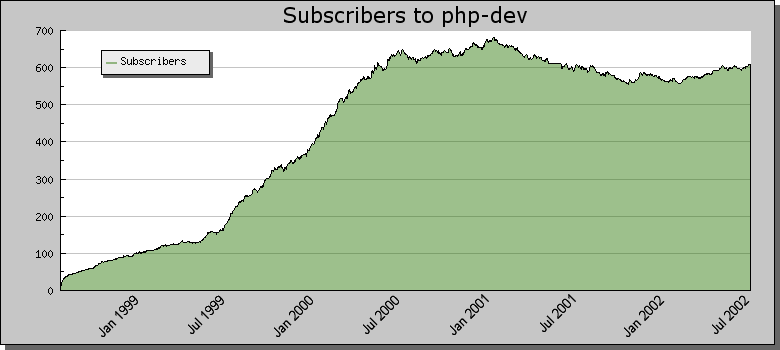 Subscribers to php-dev
700
Subscribers
600
500
400
300
200
100
0
Jan 1999
Jul 1999
Jan 2000
Jul 2000
Jan 2001
Jul 2001
Jan 2002
Jul 2002